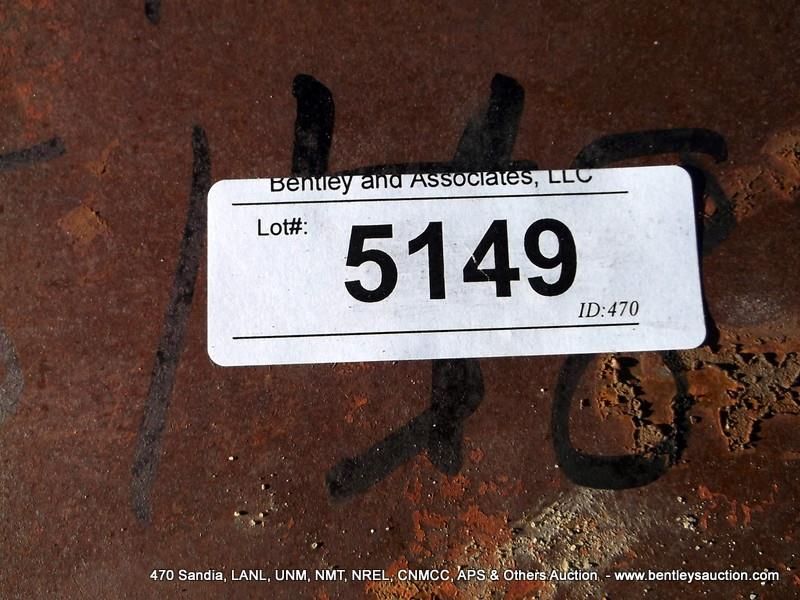 Bentley and Associates, LLC
Lot#:
5149
ID:470
470 Sandia, LANL, UNM, NMT, NREL, CNMCC, APS & Others Auction - www.bentleysauction.com